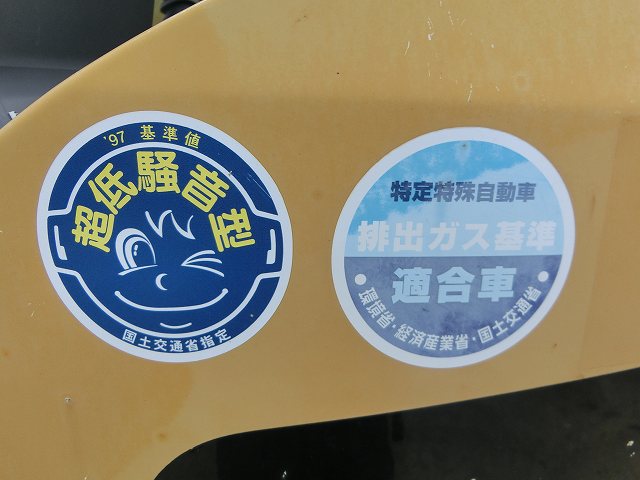 '97 基準値
超低騒音型
国土交通省指定
特定特殊自動車
排出ガス基準
適合車
●環境省・経済産業省・国土交通省●